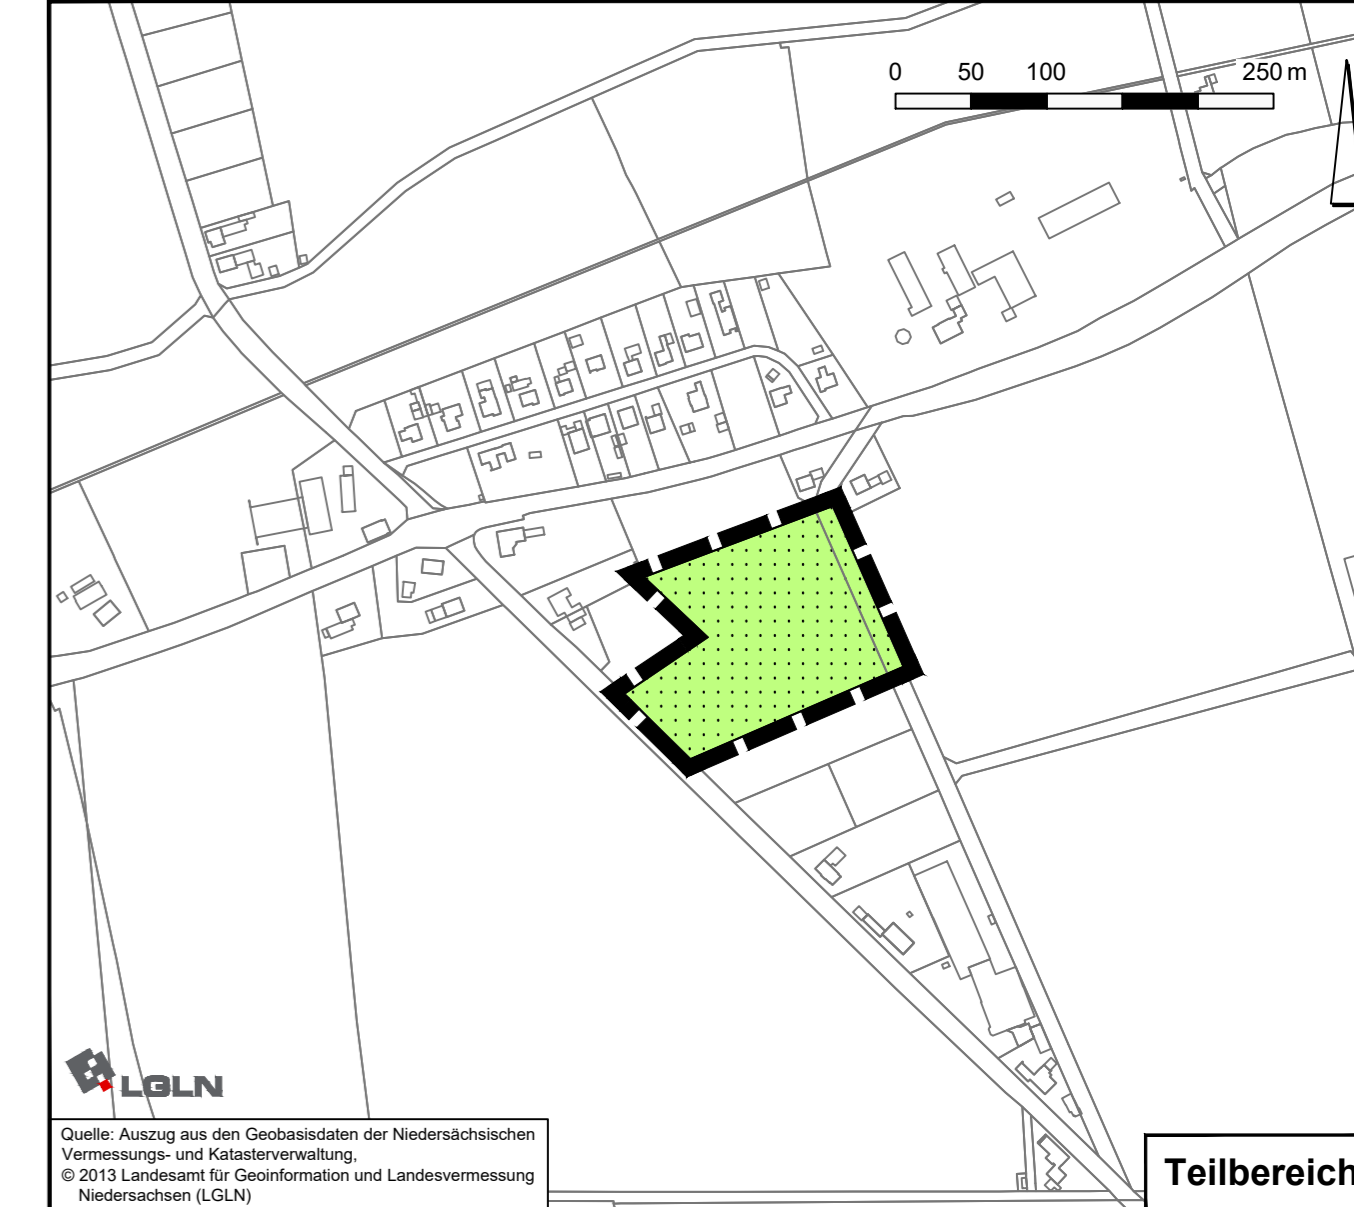 0 50 100 250 m
LGLN
Quelle: Auszug aus den Geobasisdaten der Niedersächsischen
Vermessungs- und Katasterverwaltung,
© 2013 Landesamt für Geoinformation und Landesvermessung
Niedersachsen (LGLN)
Teilbereich